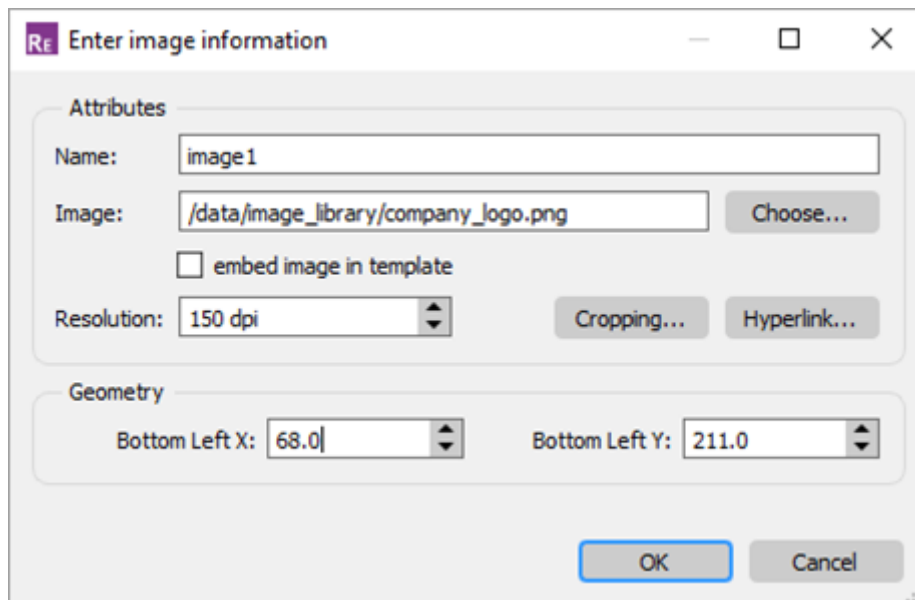 RE Enter image information
Attributes
Name: image1
Image: /data/image_library/company_logo.png Choose...
embed image in template
Resolution: 150 dpi Cropping... Hyperlink...
Geometry
Bottom Left X: 68.0 Bottom Left Y: 211.0
OK Cancel